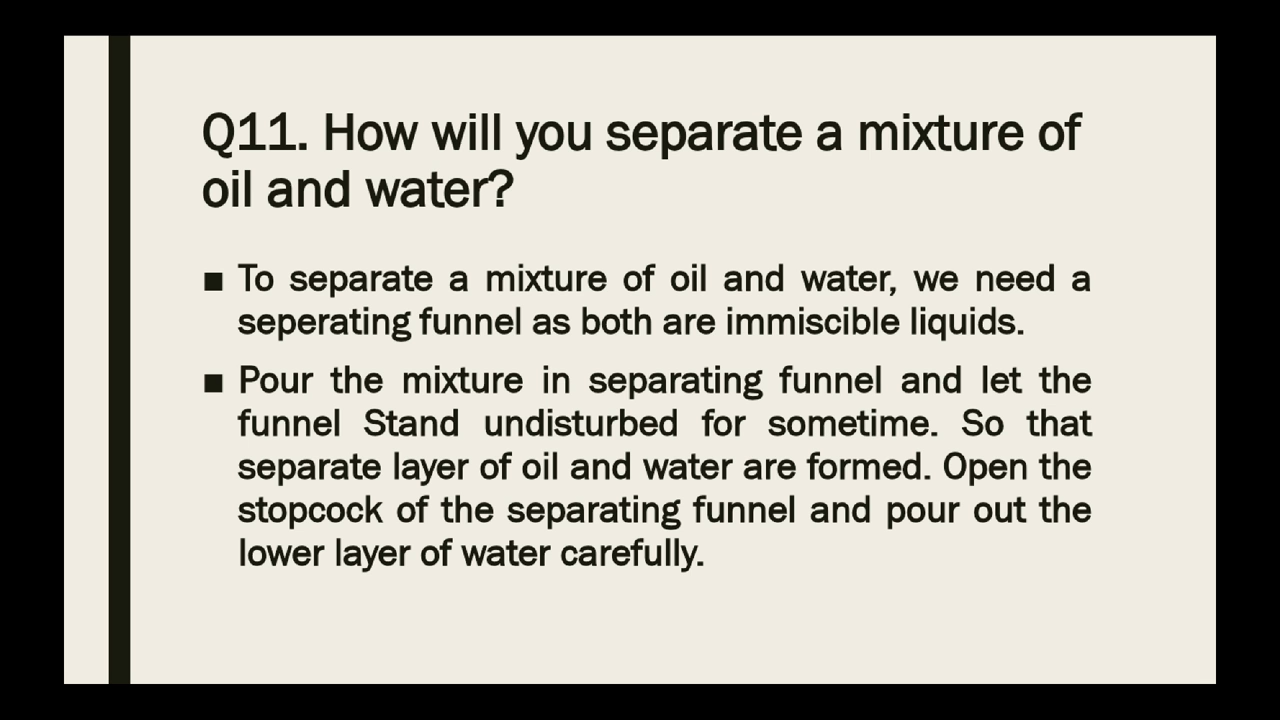 Q11. How will you separate a mixture of
oil and water?
■ To separate a mixture of oil and water, we need a
seperating funnel as both are immiscible liquids.
■ Pour the mixture in separating funnel and let the
funnel Stand undisturbed for sometime. So that
separate layer of oil and water are formed. Open the
stopcock of the separating funnel and pour out the
lower layer of water carefully.